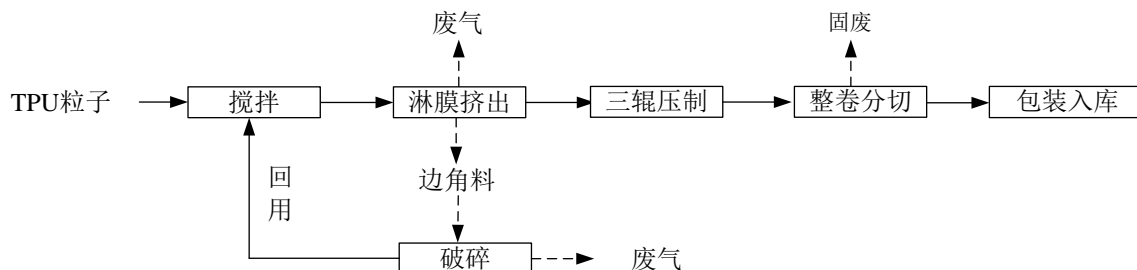 废气
固废
TPU粒子
搅拌
淋膜挤出
三辊压制
整卷分切
包装入库
回
用
边角料
破碎
废气